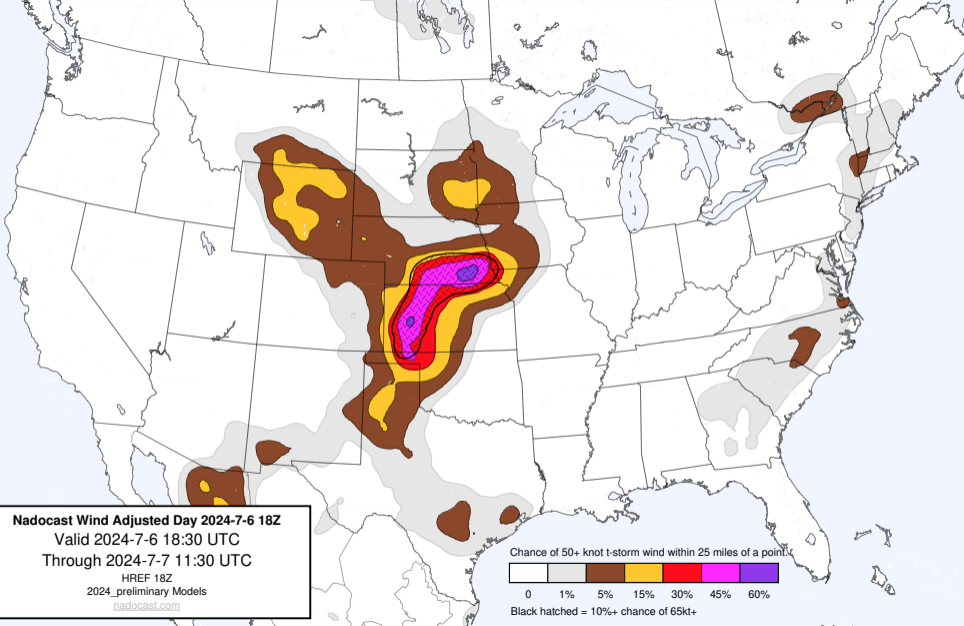 Nadocast Wind Adjusted Day 2024-7-6 18Z
Valid 2024-7-6 18:30 UTC
Through 2024-7-7 11:30 UTC
HREF 18Z
2024_preliminary Models
nadocast.com
Chance of 50+ knot t-storm wind within 25 miles of a point.
0 1% 5% 15% 30% 45% 60%
Black hatched = 10%+ chance of 65kt+